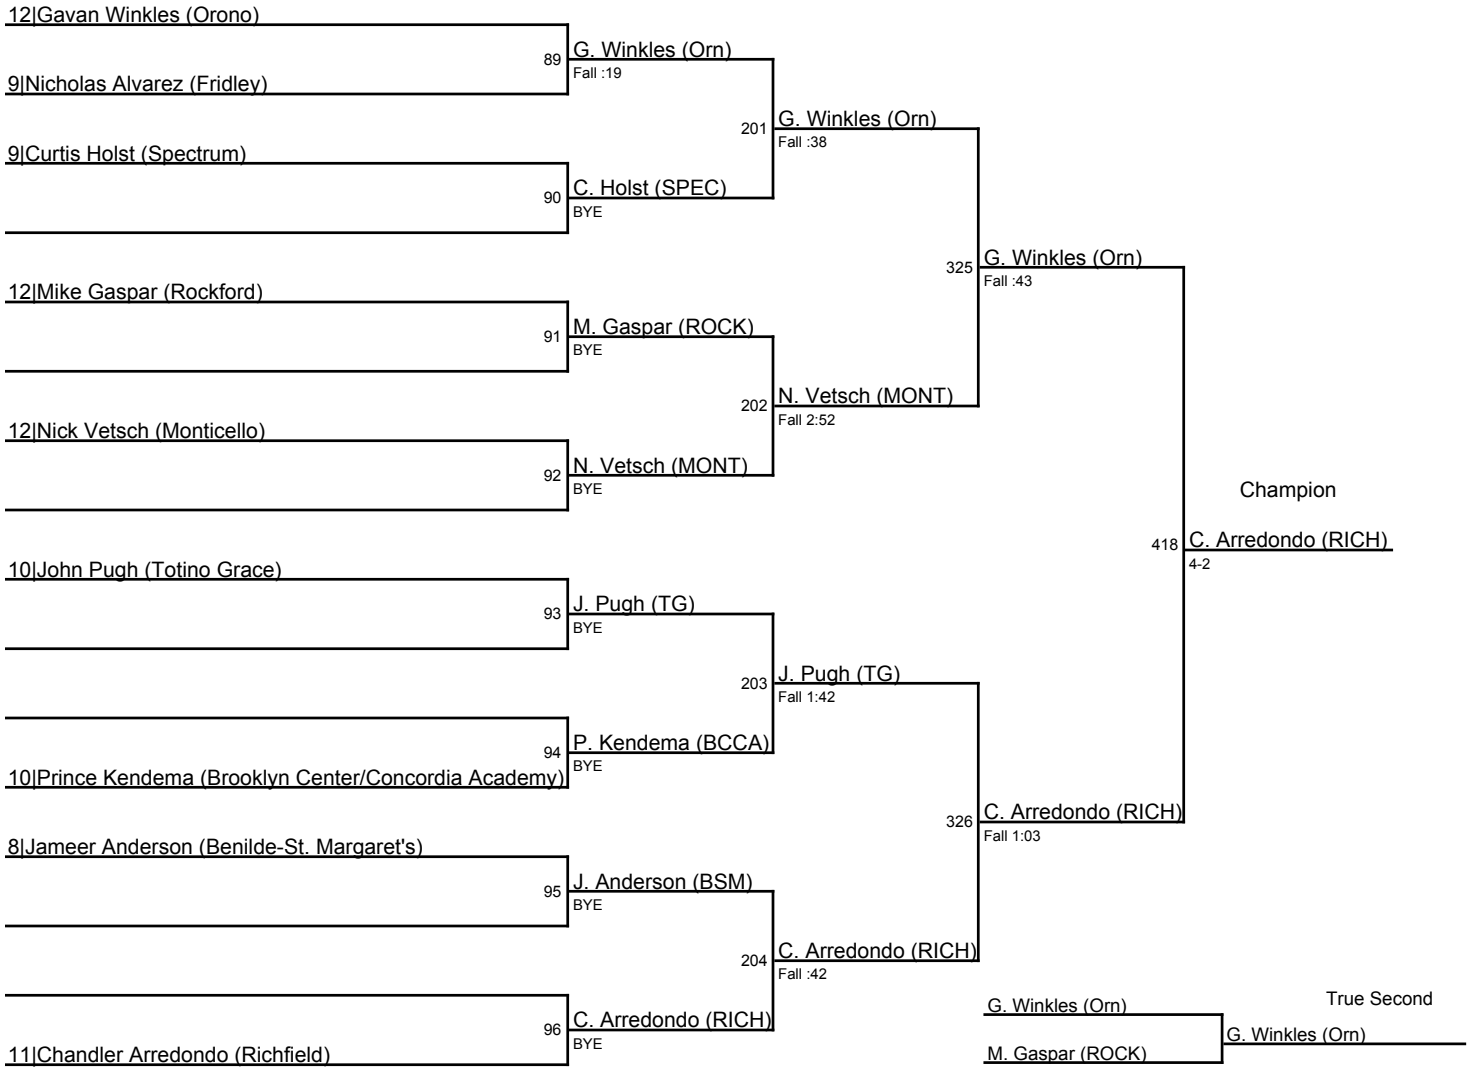 12|Gavan Winkles (Orono)
89
G. Winkles (Orn)
Fall :19
9|Nicholas Alvarez (Fridley)
201
G. Winkles (Orn)
Fall :38
9|Curtis Holst (Spectrum)
90
C. Holst (SPEC)
BYE
325
G. Winkles (Orn)
Fall :43
12|Mike Gaspar (Rockford)
91
M. Gaspar (ROCK)
BYE
202
N. Vetsch (MONT)
Fall 2:52
12|Nick Vetsch (Monticello)
92
N. Vetsch (MONT)
BYE
Champion
418
C. Arredondo (RICH)
4-2
10|John Pugh (Totino Grace)
93
J. Pugh (TG)
BYE
203
J. Pugh (TG)
Fall 1:42
94
P. Kendema (BCCA)
BYE
10|Prince Kendema (Brooklyn Center/Concordia Academy)
326
C. Arredondo (RICH)
Fall 1:03
8|Jameer Anderson (Benilde-St. Margaret's)
95
J. Anderson (BSM)
BYE
204
C. Arredondo (RICH)
Fall :42
96
C. Arredondo (RICH)
BYE
11|Chandler Arredondo (Richfield)
True Second
G. Winkles (Orn)
G. Winkles (Orn)
M. Gaspar (ROCK)